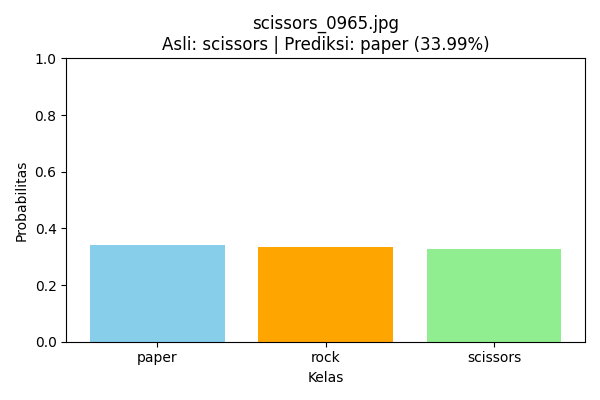 scissors_0965.jpg
Asli: scissors | Prediksi: paper (33.99%)
1.0
0.8
0.6
0.4
0.2
0.0
Probabilitas
paper rock scissors
Kelas